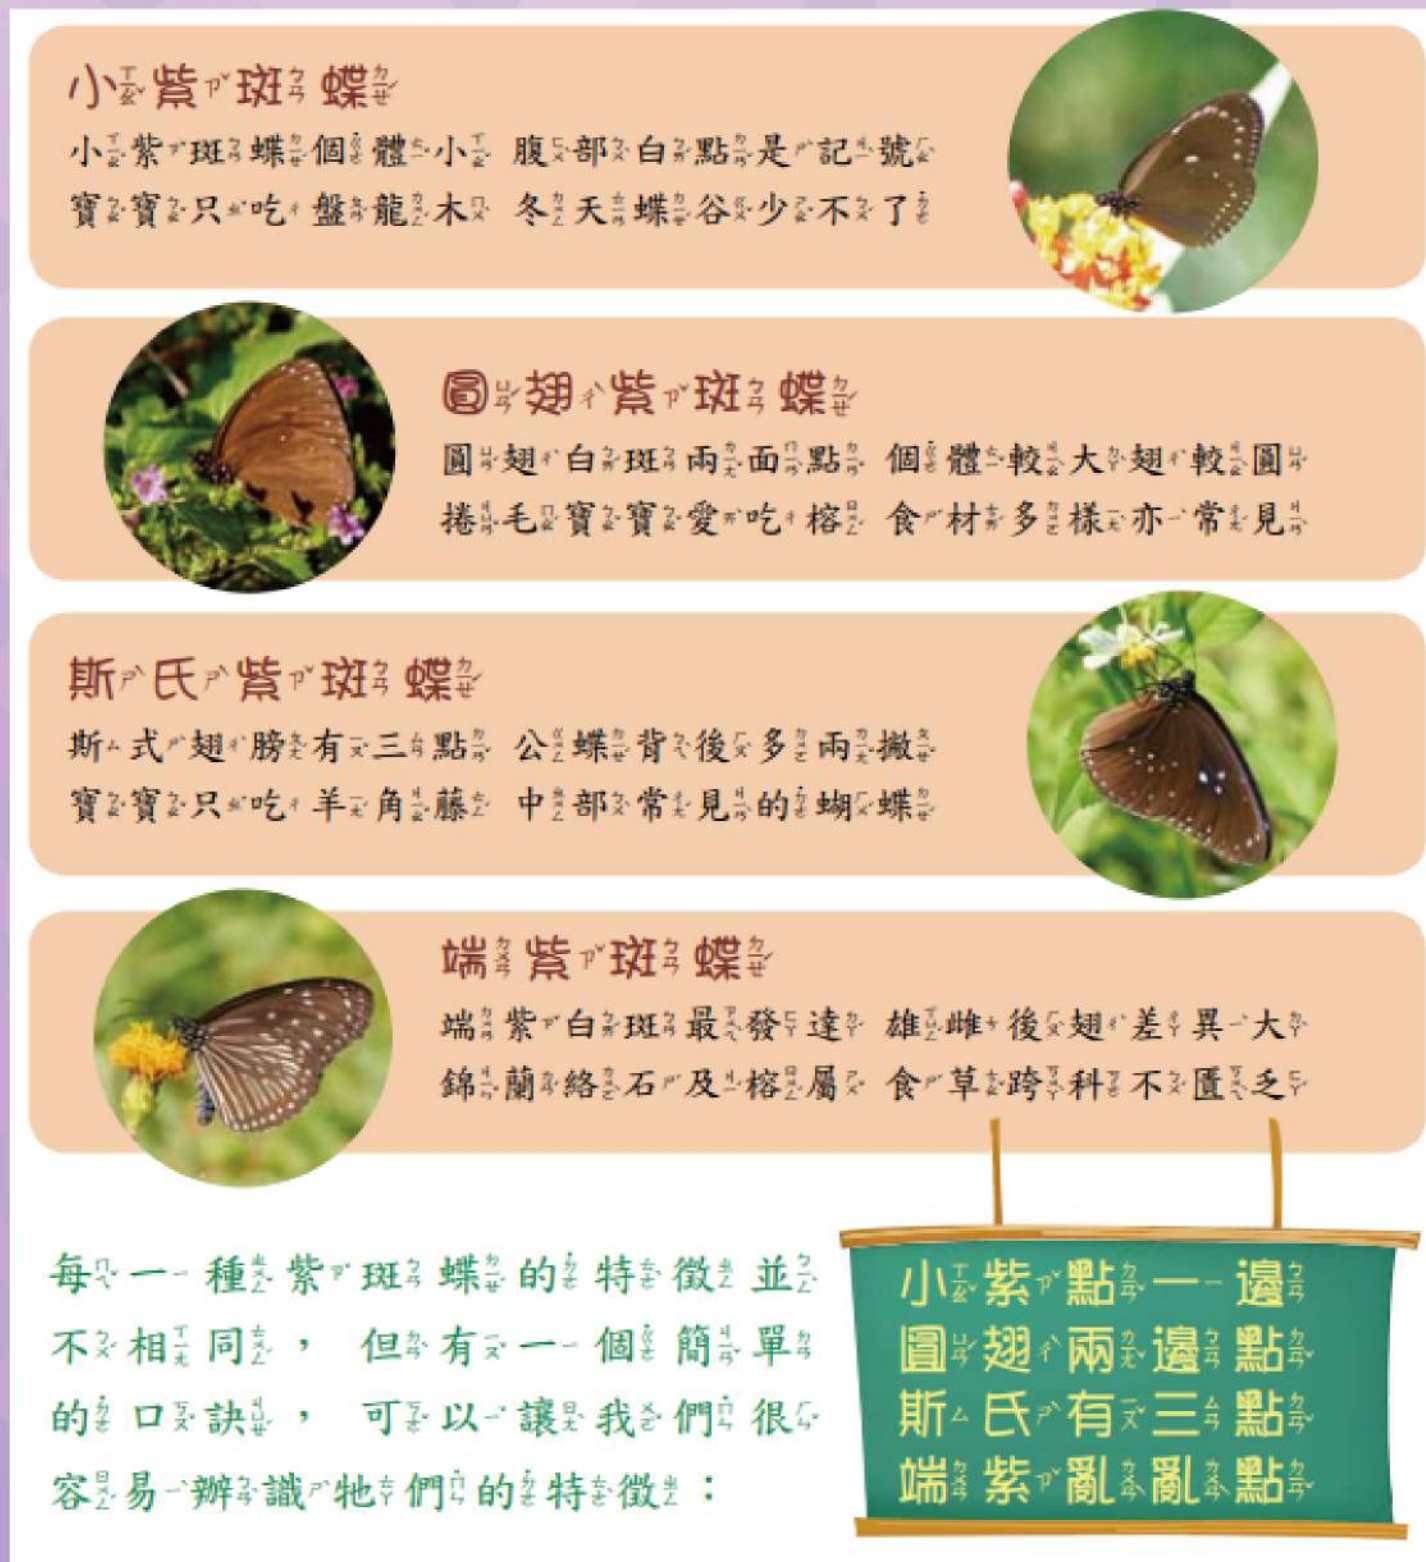 小紫斑蝶
小紫斑蝶個體小 腹部白點是記號
寶寶只吃盤龍木 冬天蝶谷少不了
圓翅紫斑蝶
圓翅白斑兩面點 個體較大翅較圓
捲毛寶寶愛吃榕 食材多樣亦常見
斯氏紫斑蝶
斯式翅膀有三點 公蝶背後多兩撇
寶寶只吃羊角藤 中部常見的蝴蝶
端紫斑蝶
端紫白斑最發達 雄雌後翅差異大
錦蘭絡石及榕屬 食草跨科不匱乏
每一種紫斑蝶的特徵並
不相同，但有一個簡單
的口訣，可以讓我們很
容易辨識牠們的特徵：
小紫點一邊
圓翅兩邊點
斯氏有三點
端紫亂亂點